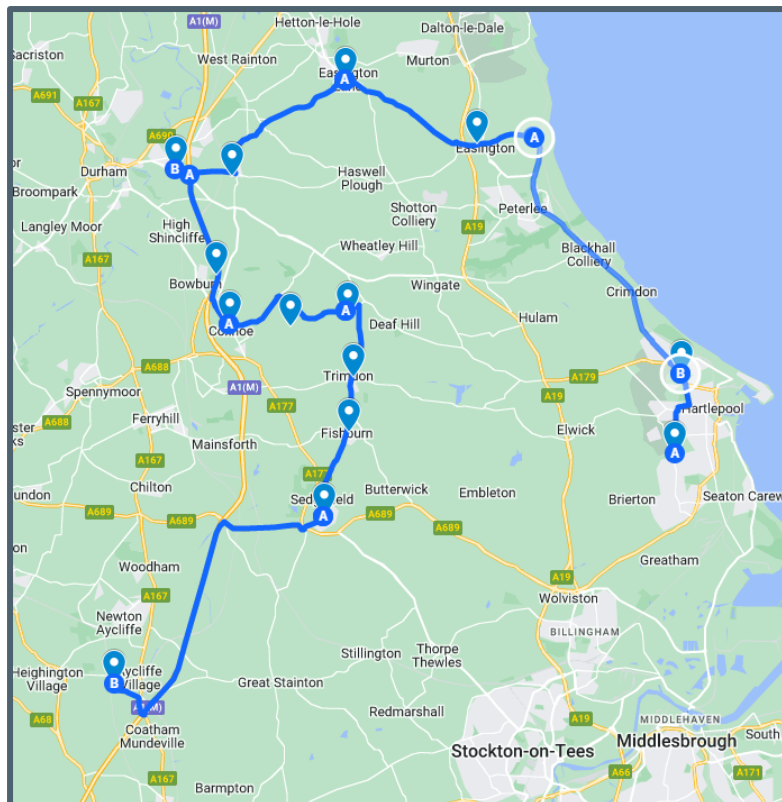 Hetton-le-Hole
Dalton-le-Dale
A1(M)
Sacriston
West Rainton
Easington
Lane
Murton
A691
A167
A690
B
A
A
A
Easington
Durham
Haswell
Plough
Broompark
Shotton
Colliery
Peterlee
Langley Moor
High
Shincliffe
A19
Wheatley Hill
Blackhall
Colliery
A167
Bowburn
Wingate
Crimdon
A
A
Coxhoe
Deaf Hill
Hulam
A688
A179
B
Trimdon
Spennymoor
A1(M)
A19
Hartlepool
A177
Ferryhill
A688
Fishburn
Elwick
Mainsforth
A
A167
A177
Chilton
Sedgefield
Butterwick
Embleton
Brierton
Seaton Carew
A
A689
A689
A689
A689
Greatham
Woodham
A19
A167
Wolviston
Newton
Aycliffe
BILLINGHAM
Stillington
Thorpe
Thewles
Heighington
Village
B
Aycliffe
Village
Great Stainton
A1(M)
A68
Redmarshall
Coatham
Mundeville
A19
MIDDLEHAVEN
South
Middlesbrough
Stockton-on-Tees
A167
A66
A171
Barmpton